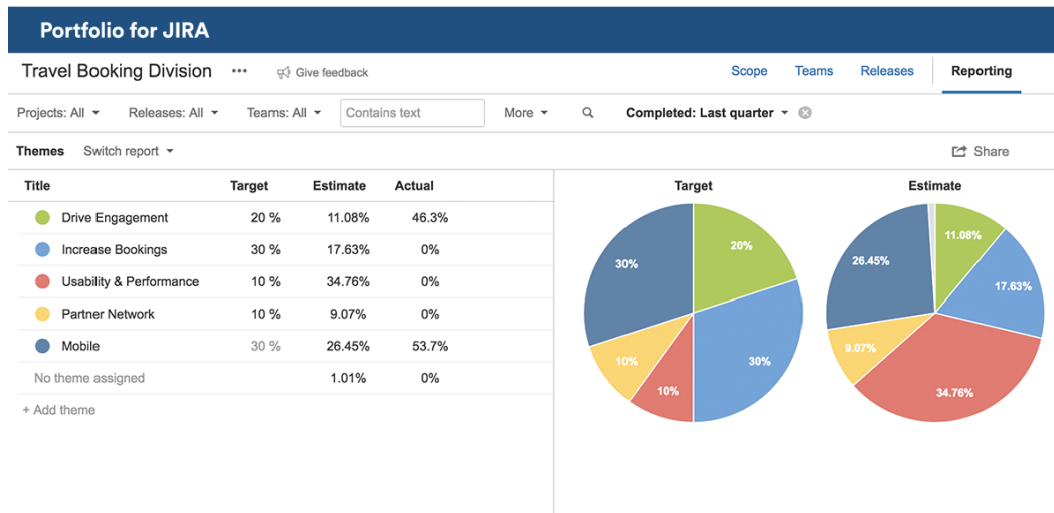 Portfolio for JIRA
Travel Booking Division ••• Give feedback Scope Teams Releases Reporting
Projects: All Releases: All Teams: All Contains text More Completed: Last quarter
Themes Switch report Share
Title Target Estimate Actual
Drive Engagement 20 % 11.08% 46.3%
Increase Bookings 30 % 17.63% 0%
Usability & Performance 10 % 34.76% 0%
Partner Network 10 % 9.07% 0%
Mobile 30 % 26.45% 53.7%
No theme assigned 1.01% 0%
+ Add theme
Target
20%
30%
30%
10%
10%
Estimate
11.08%
26.45%
17.63%
9.07%
34.76%